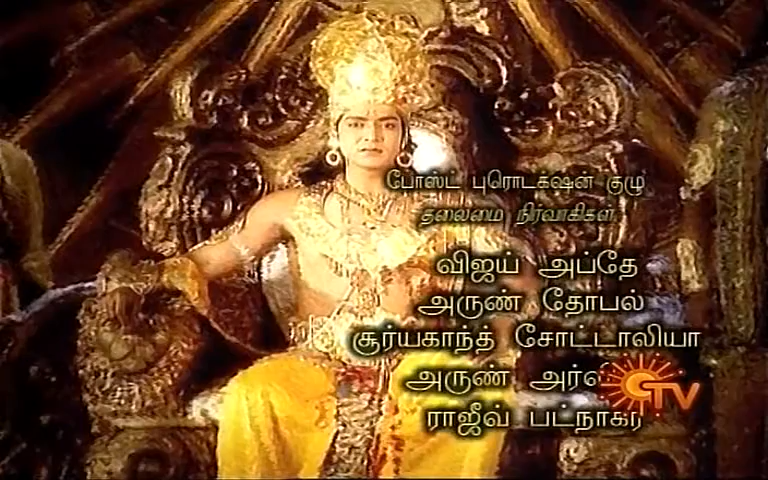 போஸ்ட் புரொடக்ஷன் குழு
தலைமை நிர்வாகிகள்
விஜய் அப்தே
அருண் தோபல்
சூர்யகாந்த் சோட்டாலியா
அருண்
ராஜீவ் பட்நாகர்
TV